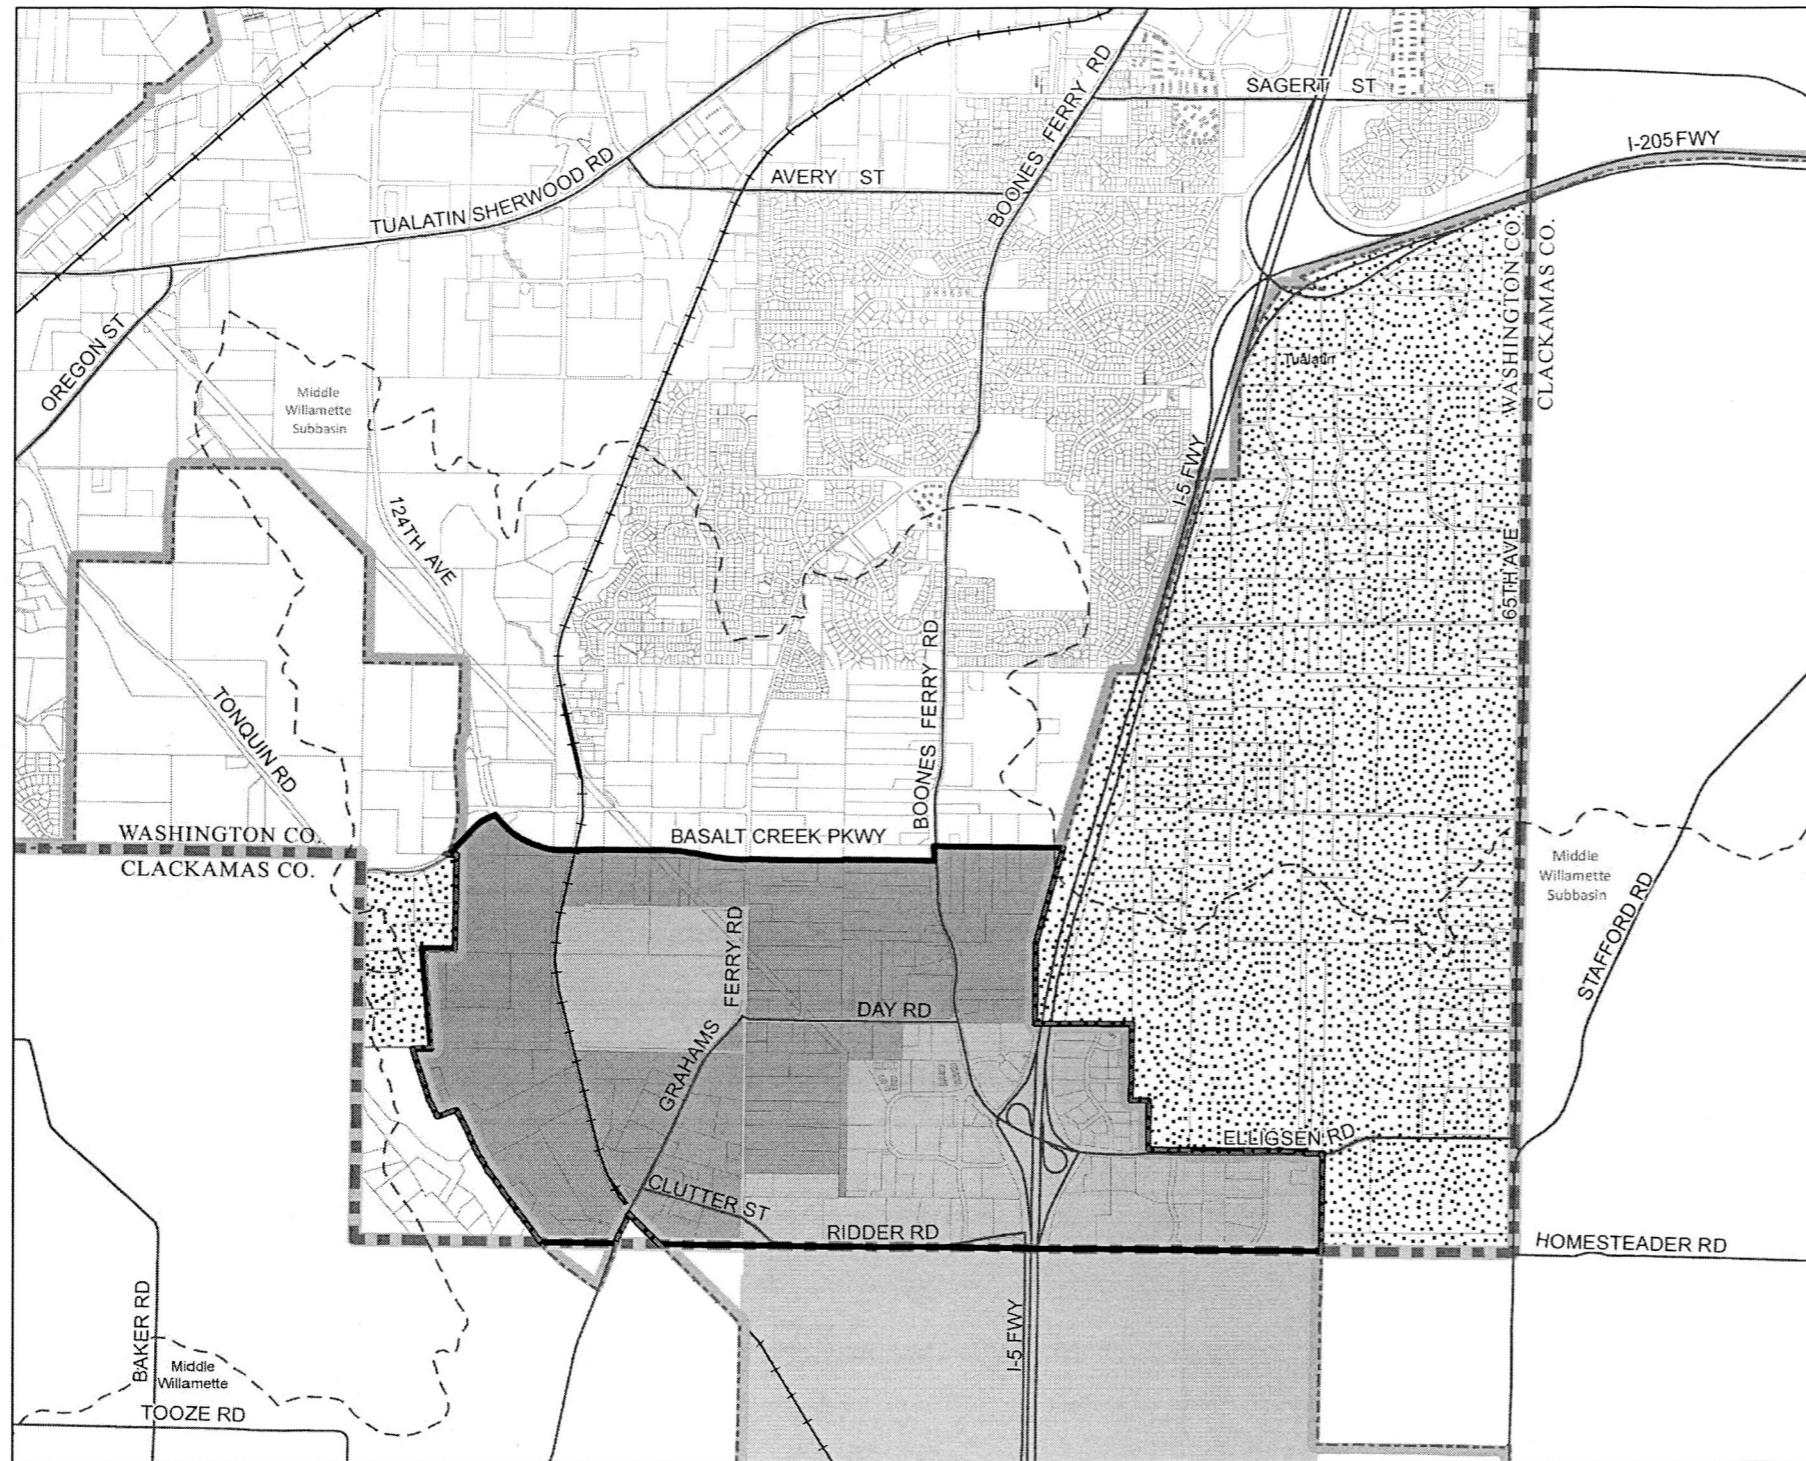 SAGERT ST
BOONES FERRY RD
I-205 FWY
AVERY ST
TUALATIN SHERWOOD RD
WASHINGTON CO.
CLACKAMAS CO.
OREGON ST
Tualatin
Middle
Willamette
Subbasin
I-5 FWY
124TH AVE
65TH AVE
BOONES FERRY RD
TONQUIN RD
WASHINGTON CO.
CLACKAMAS CO.
BASALT CREEK PKWY
Middle
Willamette
Subbasin
STAFFORD RD
GRAHAMS FERRY RD
DAY RD
ELLIGSEN RD
CLUTTER ST
RIDDER RD
HOMESTEADER RD
BAKER RD
I-5 FWY
Middle
Willamette
TOOZE RD